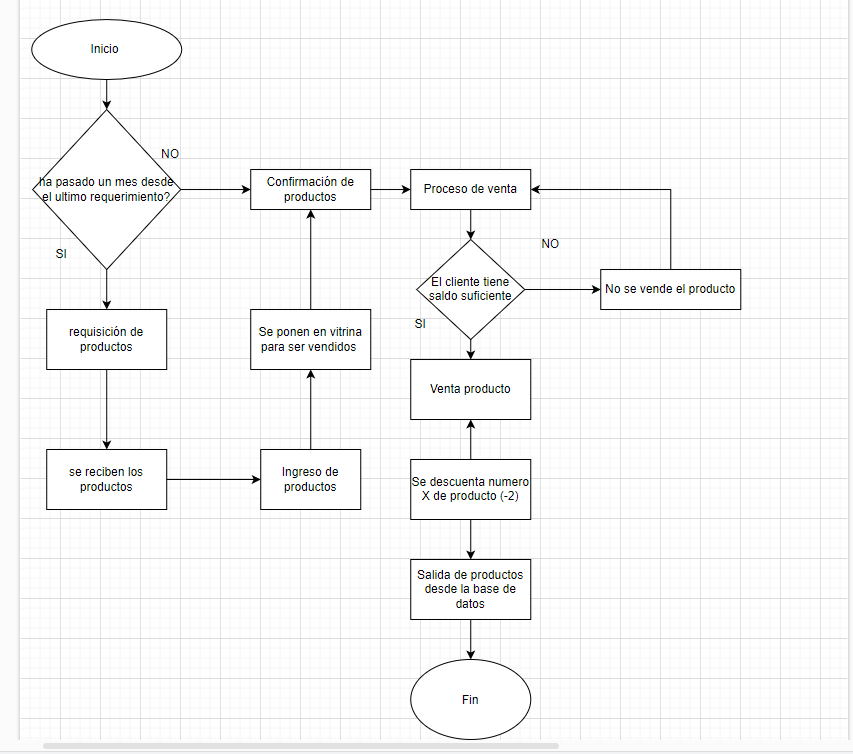 Inicio
NO
ha pasado un mes desde
el ultimo requerimiento?
SI
Confirmación de
productos
Proceso de venta
NO
El cliente tiene
saldo suficiente
SI
No se vende el producto
requisición de
productos
Se ponen en vitrina
para ser vendidos
Venta producto
se reciben los
productos
Ingreso de
productos
Se descuenta numero
X de producto (-2)
Salida de productos
desde la base de
datos
Fin